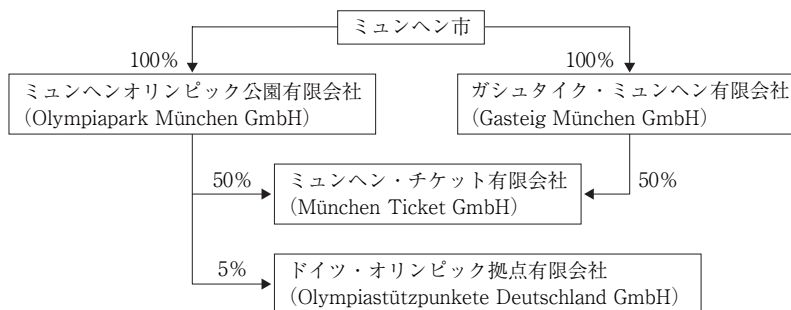 ミュンヘン市
100%
100%
ミュンヘンオリンピック公園有限会社
(Olympiapark München GmbH)
ガシュタイク・ミュンヘン有限会社
(Gasteig München GmbH)
50%
ミュンヘン・チケット有限会社
(München Ticket GmbH)
50%
5%
ドイツ・オリンピック拠点有限会社
(Olympiastützpunkete Deutschland GmbH)